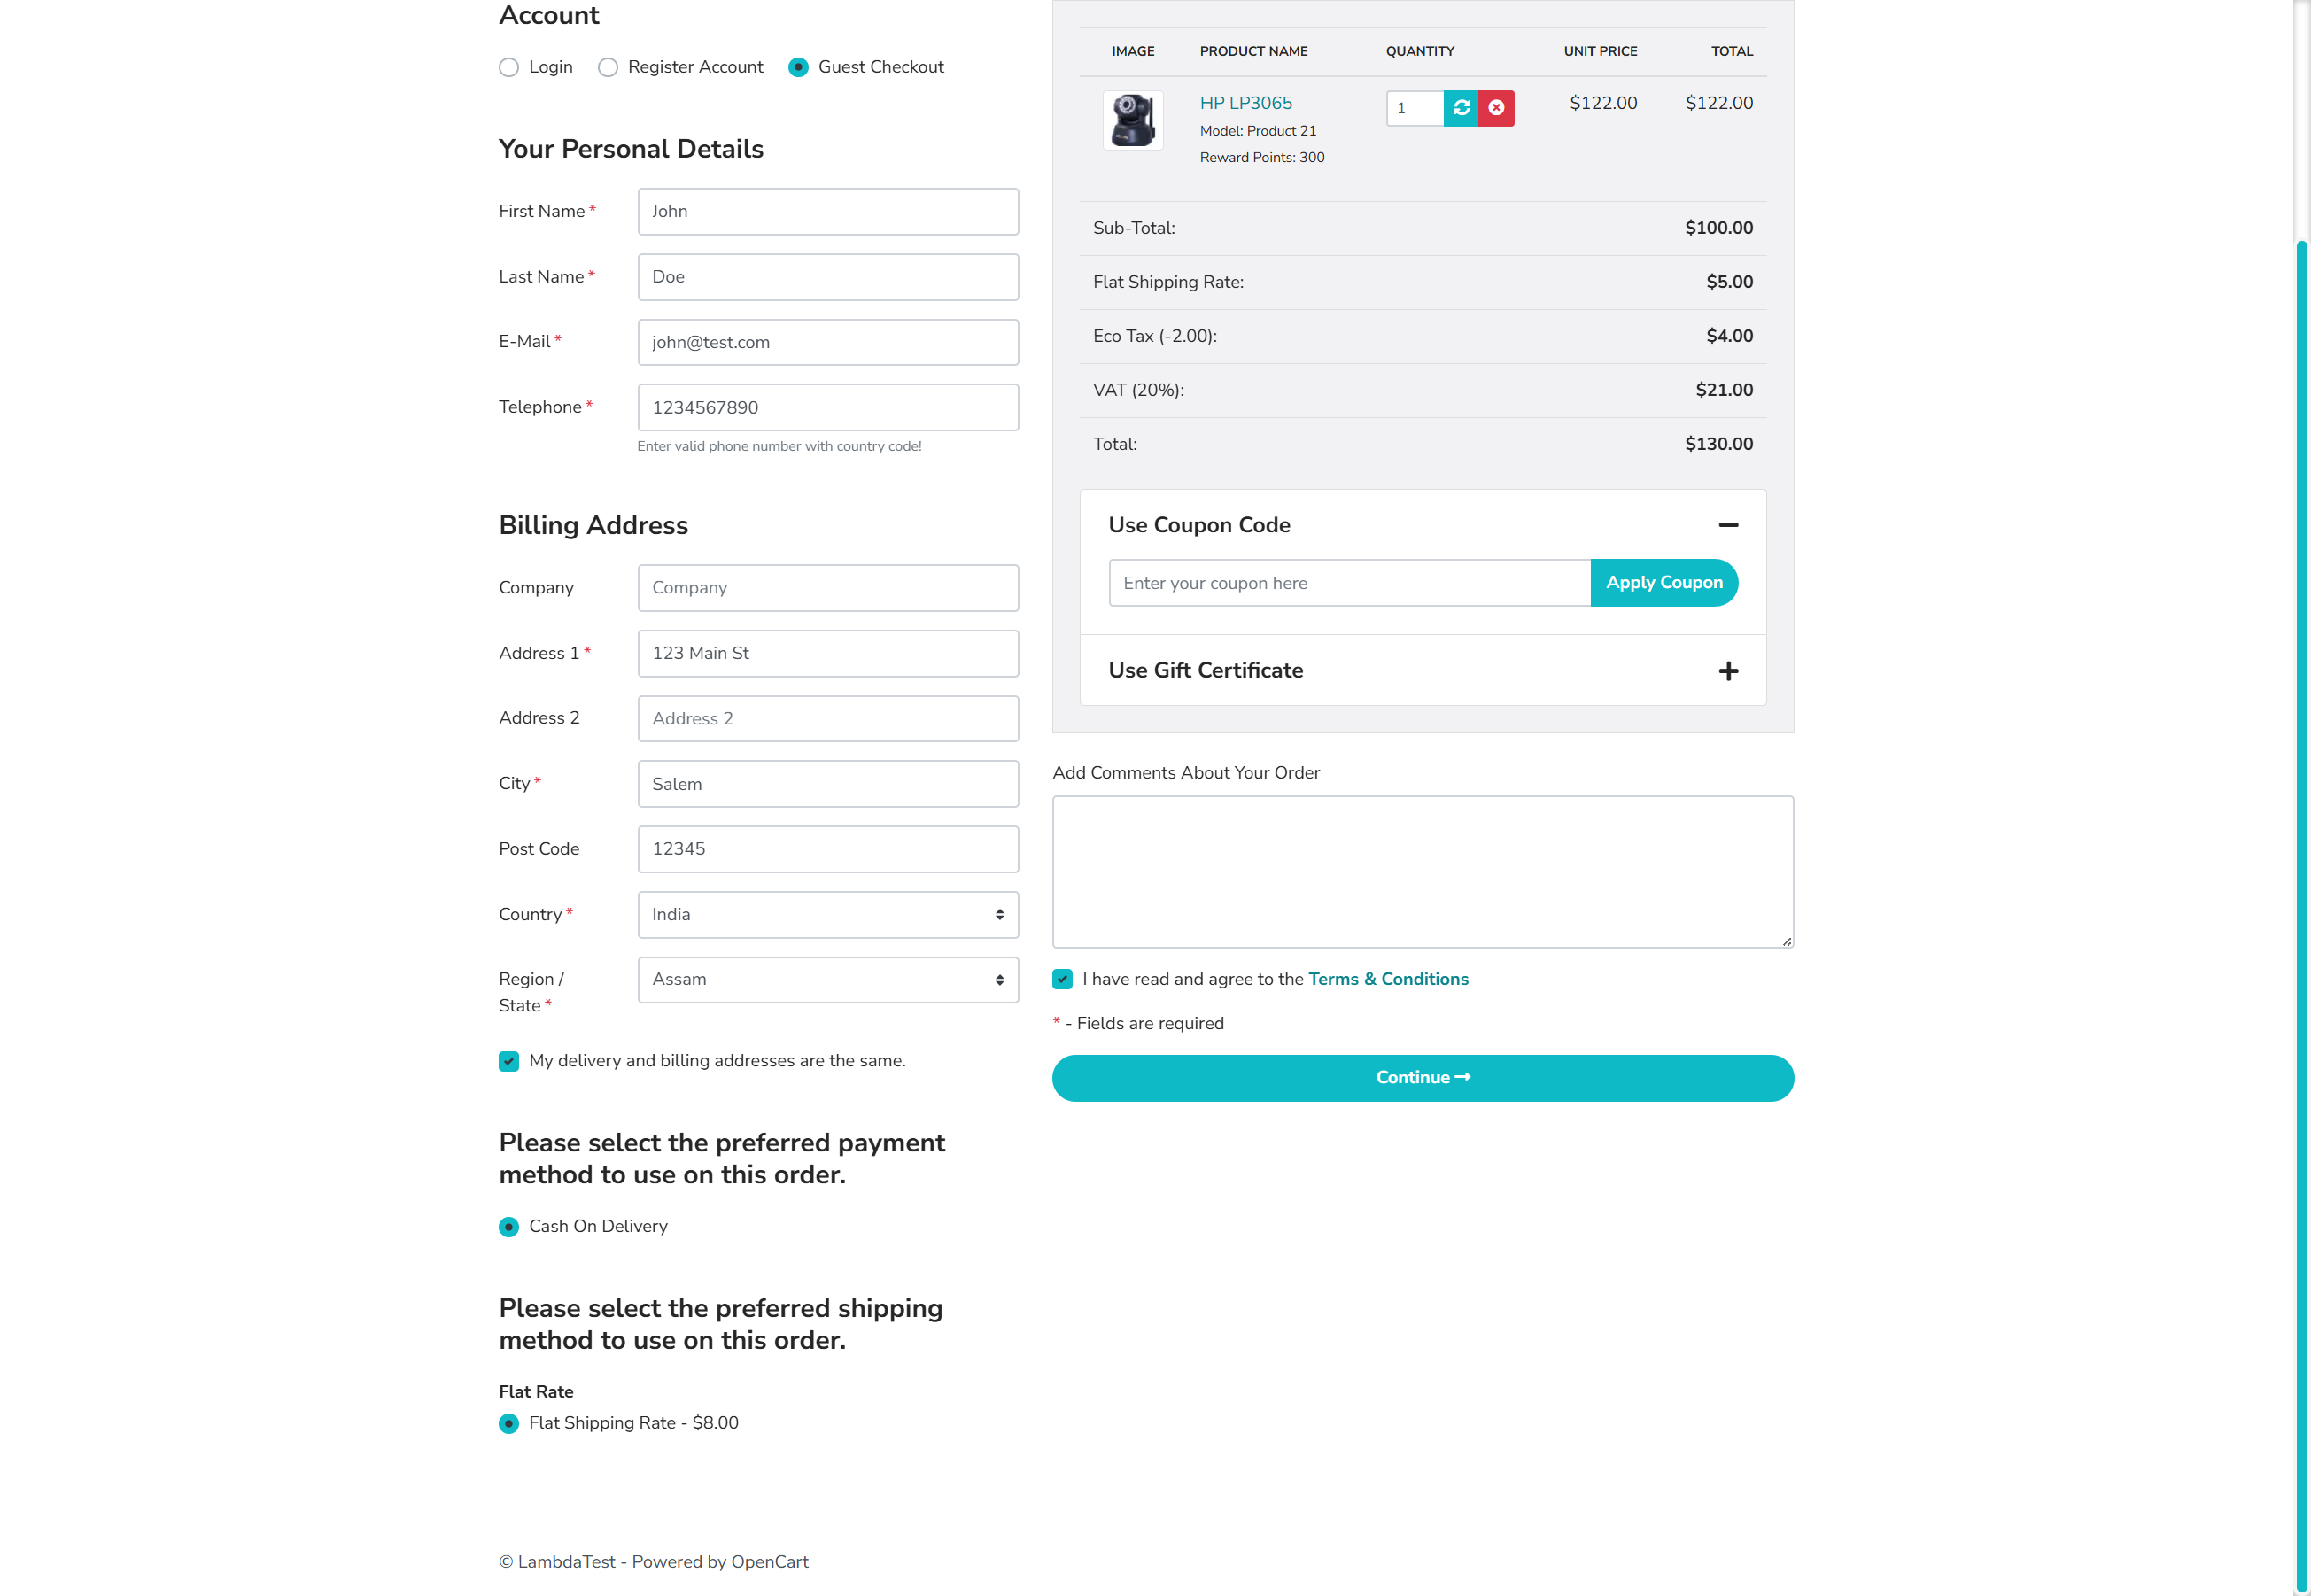 Account
Login Register Account Guest Checkout
Your Personal Details
First Name * John
Last Name * Doe
E-Mail * john@test.com
Telephone * 1234567890
Enter valid phone number with country code!
Billing Address
Company Company
Address 1 * 123 Main St
Address 2 Address 2
City * Salem
Post Code 12345
Country * India
Region / State * Assam
My delivery and billing addresses are the same.
Please select the preferred payment
method to use on this order.
Cash On Delivery
Please select the preferred shipping
method to use on this order.
Flat Rate
Flat Shipping Rate - $8.00
IMAGE PRODUCT NAME QUANTITY UNIT PRICE TOTAL
HP LP3065 1 $122.00 $122.00
Model: Product 21
Reward Points: 300
Sub-Total: $100.00
Flat Shipping Rate: $5.00
Eco Tax (-2.00): $4.00
VAT (20%): $21.00
Total: $130.00
Use Coupon Code
Enter your coupon here Apply Coupon
Use Gift Certificate
Add Comments About Your Order
I have read and agree to the Terms & Conditions
* - Fields are required
Continue
© LambdaTest - Powered by OpenCart